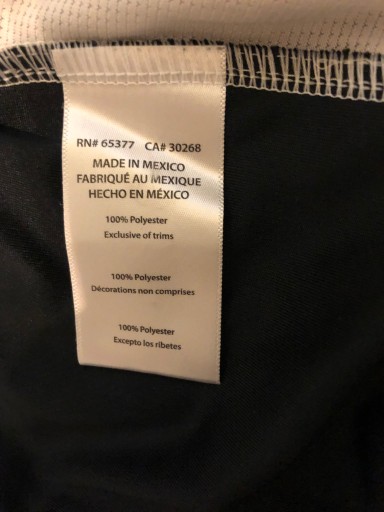 RN# 65377 CA# 30268
MADE IN MEXICO
FABRIQUÉ AU MEXIQUE
HECHO EN MÉXICO
100% Polyester
Exclusive of trims
100% Polyester
Décorations non comprises
100% Polyester
Excepto los ribetes